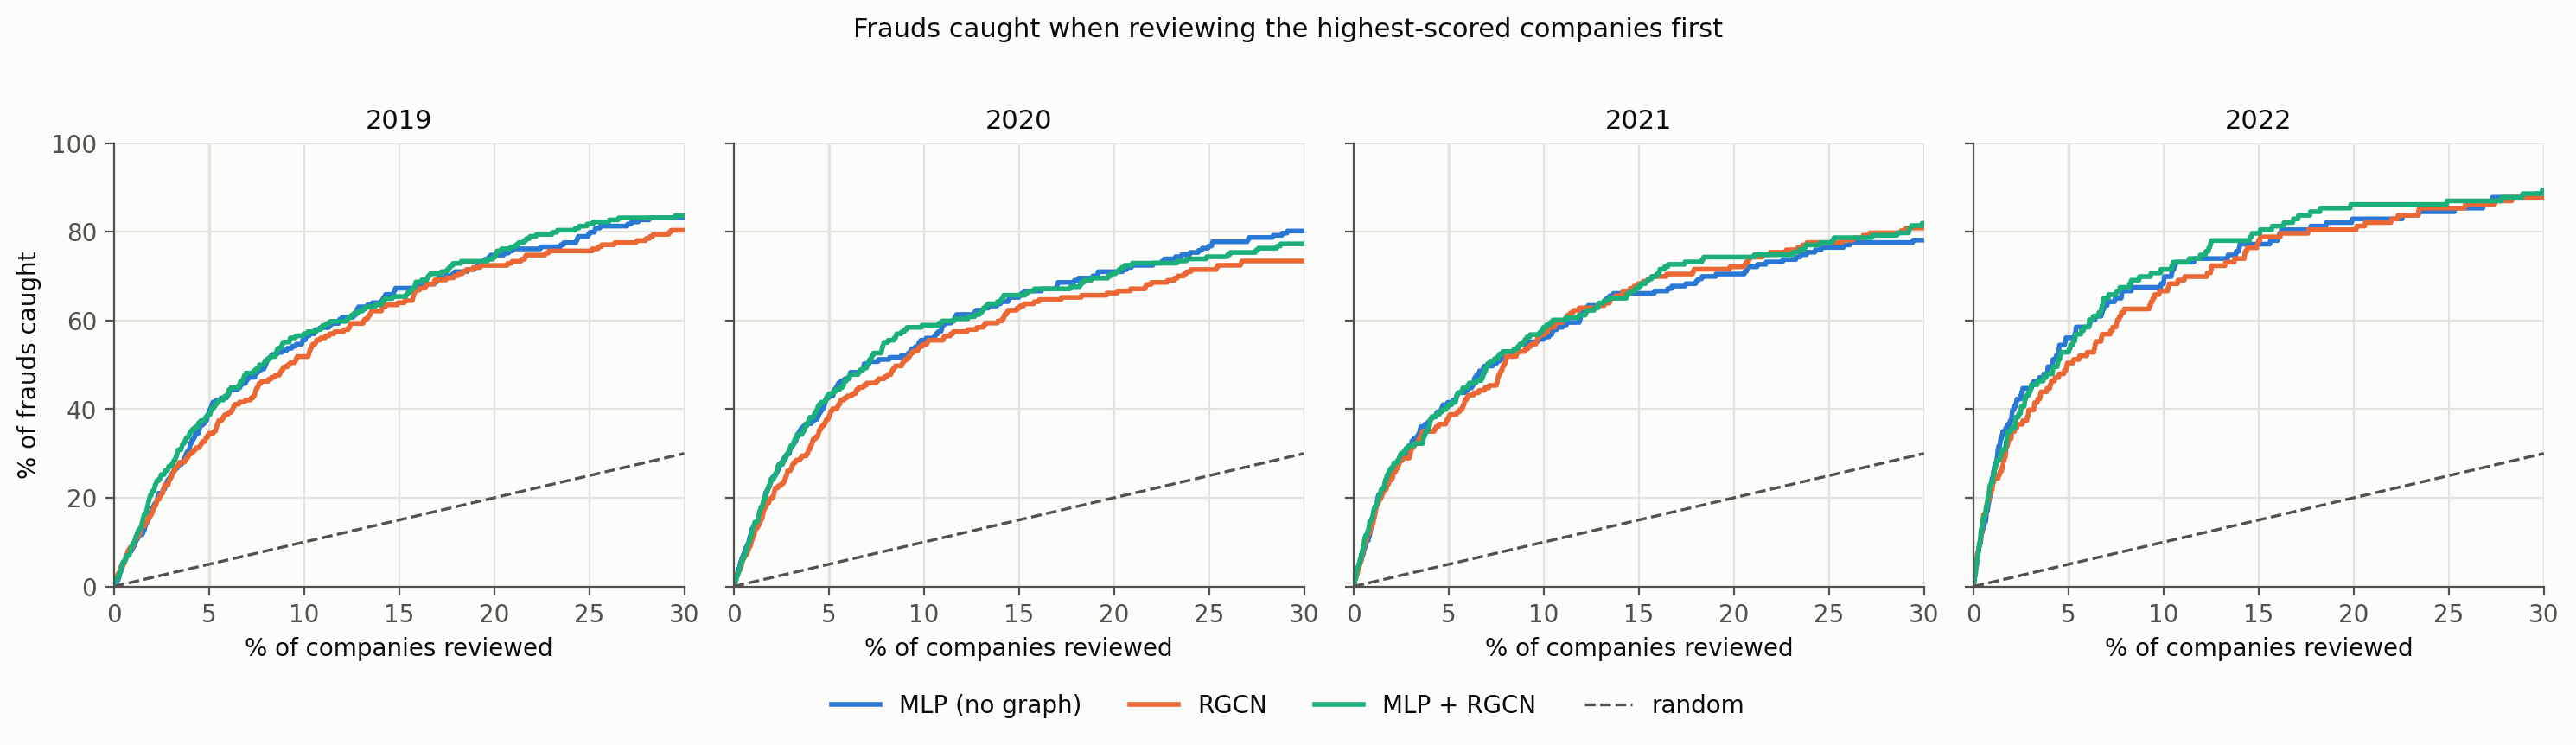 Frauds caught when reviewing the highest-scored companies first
2019 2020 2021 2022
% of frauds caught
100
80
60
40
20
0
0 5 10 15 20 25 30 0 5 10 15 20 25 30 0 5 10 15 20 25 30 0 5 10 15 20 25 30
% of companies reviewed % of companies reviewed % of companies reviewed % of companies reviewed
MLP (no graph) RGCN MLP + RGCN random